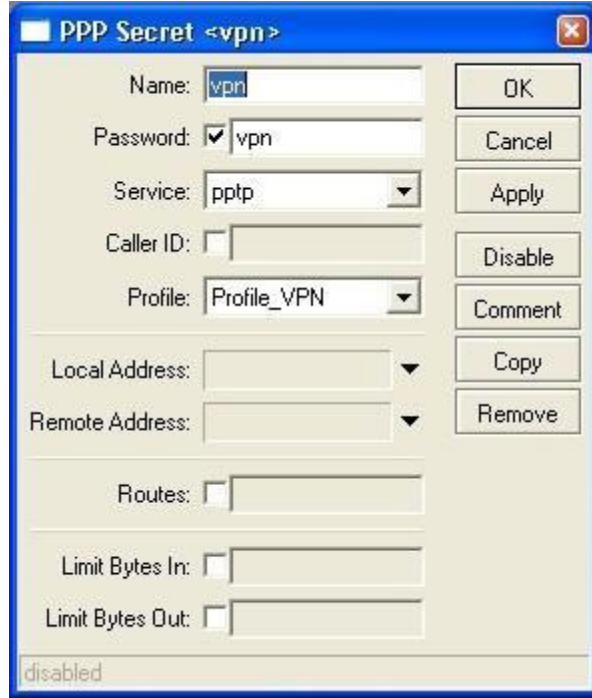 PPP Secret <vpn>
Name: vpn
OK
Password: vpn
Cancel
Service: pptp
Apply
Caller ID:
Disable
Profile: Profile_VPN
Comment
Local Address:
Copy
Remote Address:
Remove
Routes:
Limit Bytes In:
Limit Bytes Out:
disabled